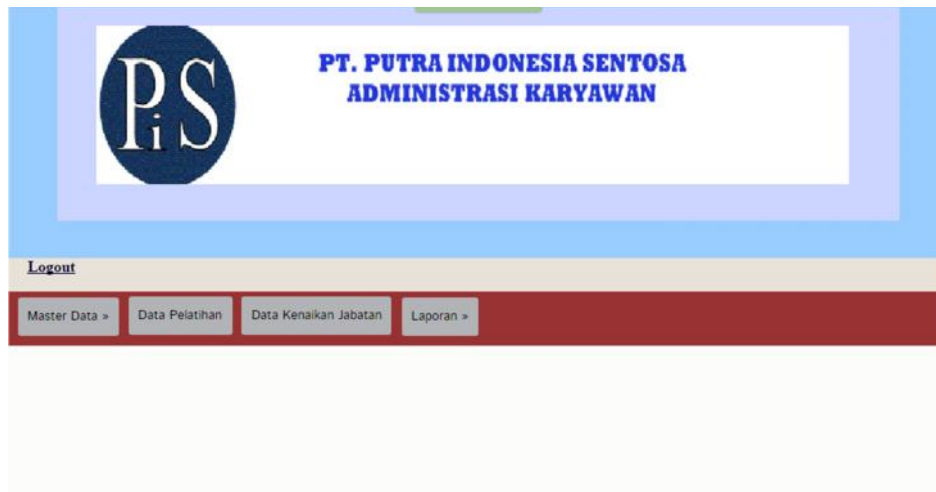 PiS
PT. PUTRA INDONESIA SENTOSA
ADMINISTRASI KARYAWAN
Logout
Master Data »
Data Pelatihan
Data Kenaikan Jabatan
Laporan »